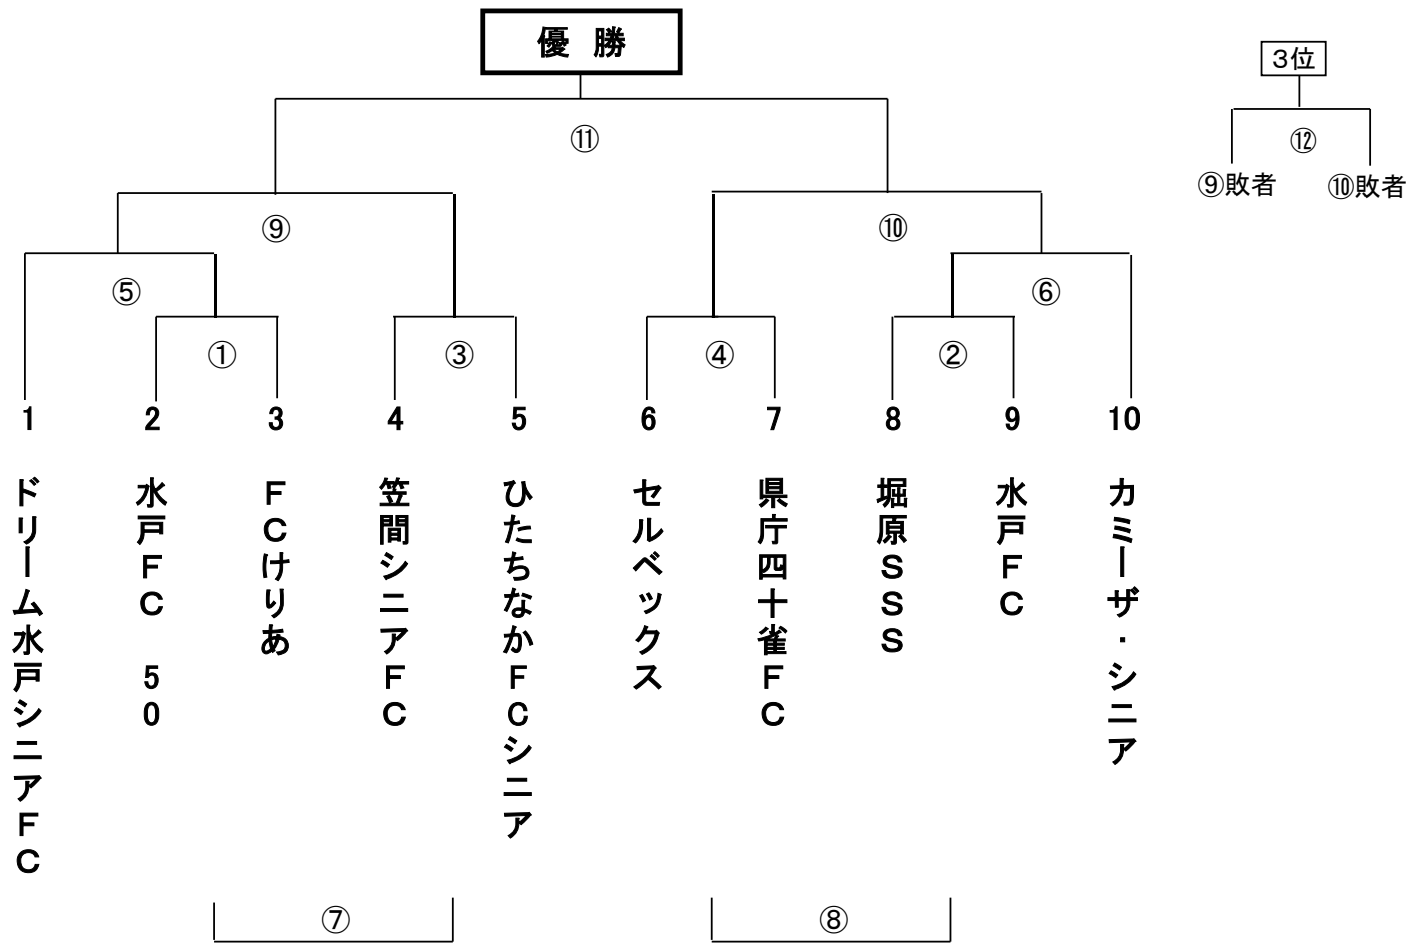 優 勝
３位
⑪
⑫
⑨敗者
⑩敗者
⑨
⑩
⑤
⑥
①
③
④
②
1
2
3
4
5
6
7
8
9
10
ドリーム水戸シニアＦＣ
水戸ＦＣ 50
ＦＣけりあ
笠間シニアＦＣ
ひたちなかＦＣシニア
セルベックス
県庁四十雀ＦＣ
堀原ＳＳＳ
水戸ＦＣ
カミーザ・シニア
⑦
⑧